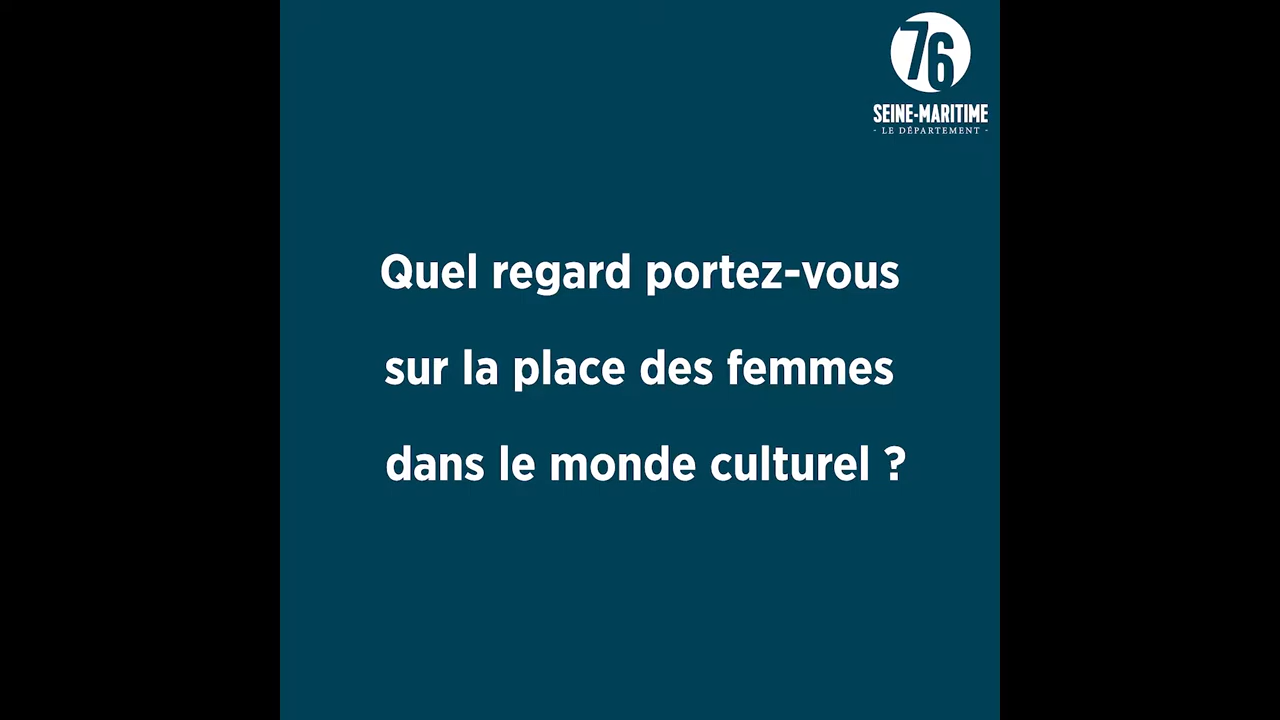 76
SEINE-MARITIME
- LE DÉPARTEMENT -
Quel regard portez-vous
sur la place des femmes
dans le monde culturel ?